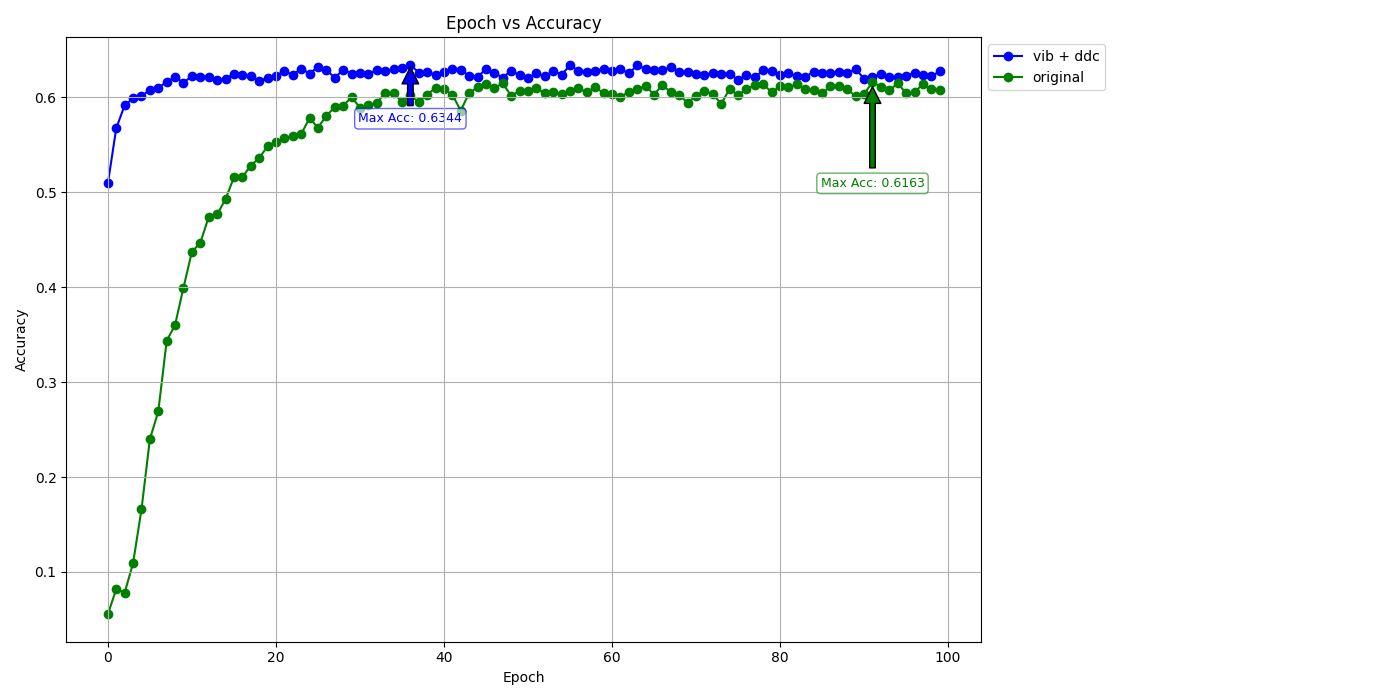 Epoch vs Accuracy
vib + ddc
original
Accuracy
0.6
0.5
0.4
0.3
0.2
0.1
Max Acc: 0.6344
Max Acc: 0.6163
0 20 40 60 80 100
Epoch